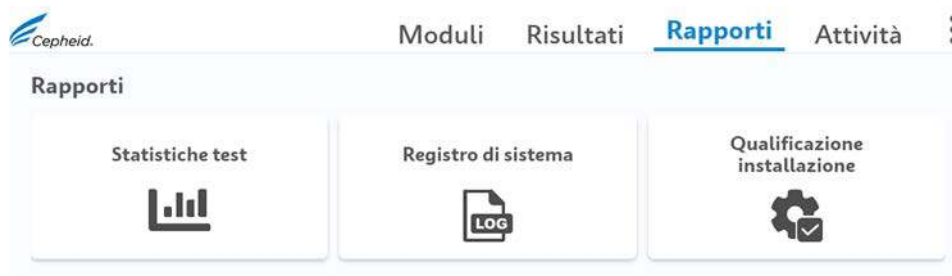 Cepheid.
Moduli Risultati Rapporti Attività
Rapporti
Statistiche test
Registro di sistema
Qualificazione
installazione
LOG